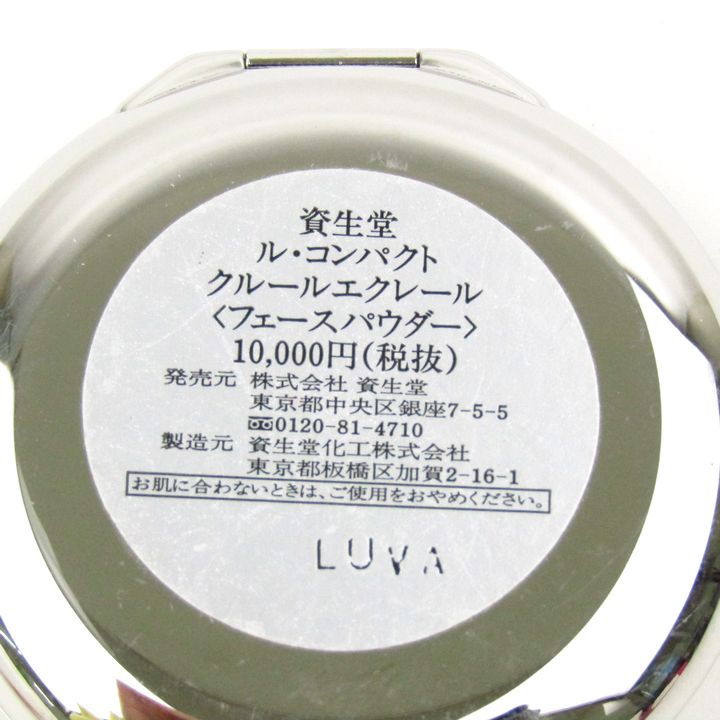 資生堂
ル・コンパクト
クルールエクレール
〈フェースパウダー〉
10,000円(税抜)
発売元 株式会社 資生堂
東京都中央区銀座7-5-5
0120-81-4710
製造元 資生堂化工株式会社
東京都板橋区加賀2-16-1
お肌に合わないときは、ご使用をおやめください。
LUVA